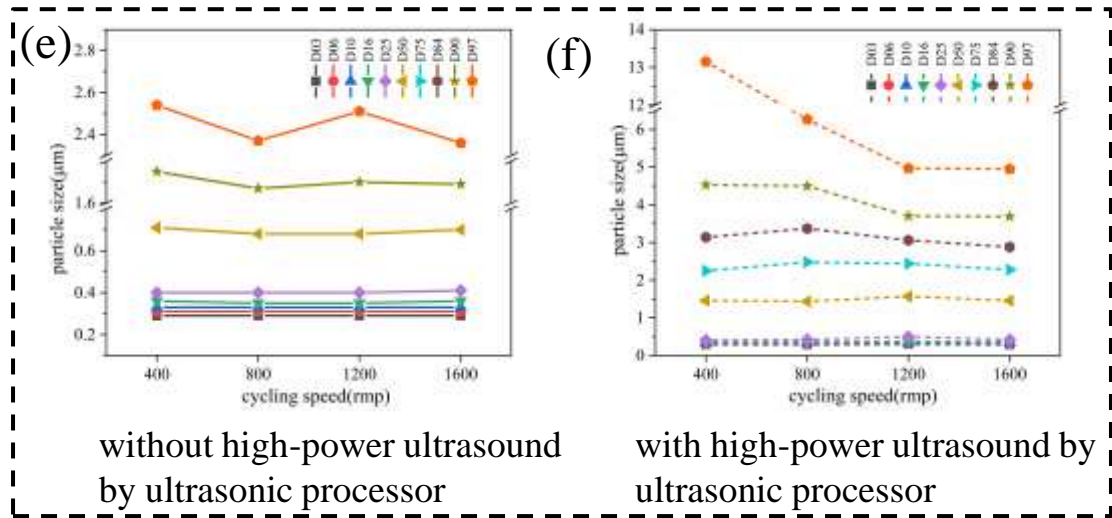 (e)
2.8
2.6
2.4
1.6
0.6
0.4
0.2
particle size(μm)
D03
D06
D10
D16
D25
D50
D75
D84
D90
D97
400
800
1200
1600
cycling speed(rmp)
without high-power ultrasound
by ultrasonic processor
(f)
14
13
12
6
5
4
3
2
1
0
particle size(μm)
D03
D06
D10
D16
D25
D50
D75
D84
D90
D97
400
800
1200
1600
cycling speed(rmp)
with high-power ultrasound by
ultrasonic processor